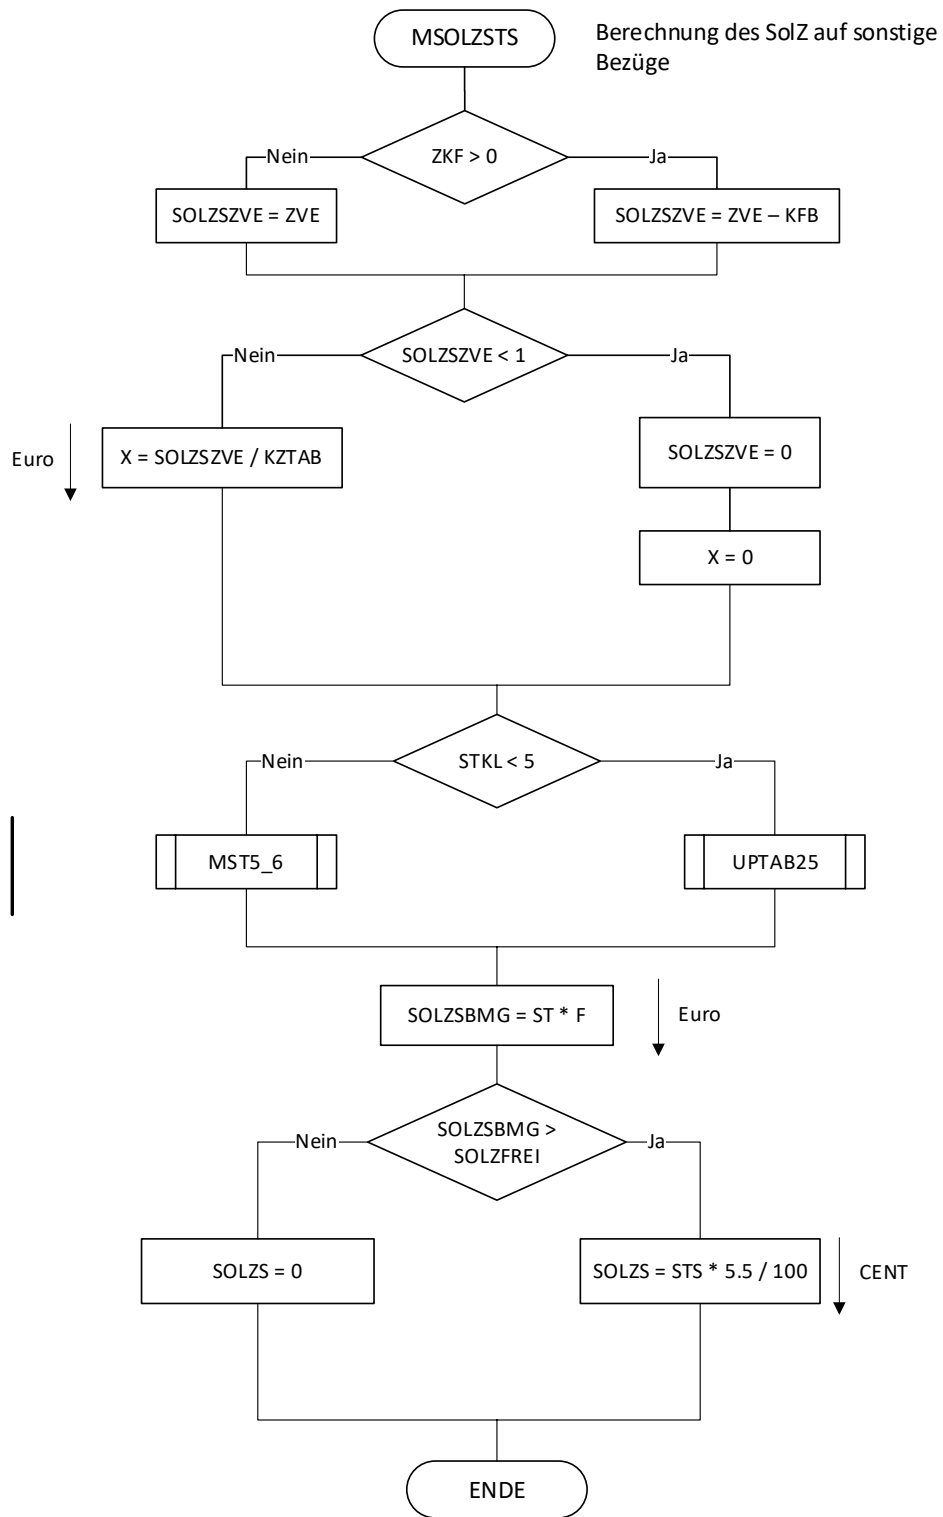 MSOLZSTS
Berechnung des SolZ auf sonstige
Bezüge
ZKF > 0
Nein
Ja
SOLZSZVE = ZVE
SOLZSZVE = ZVE – KFB
SOLZSZVE < 1
Nein
Ja
Euro
X = SOLZSZVE / KZTAB
SOLZSZVE = 0
X = 0
STKL < 5
Nein
Ja
MST5_6
UPTAB25
SOLZSBMG = ST * F
Euro
SOLZSBMG >
SOLZFREI
Nein
Ja
SOLZS = 0
SOLZS = STS * 5.5 / 100
CENT
ENDE